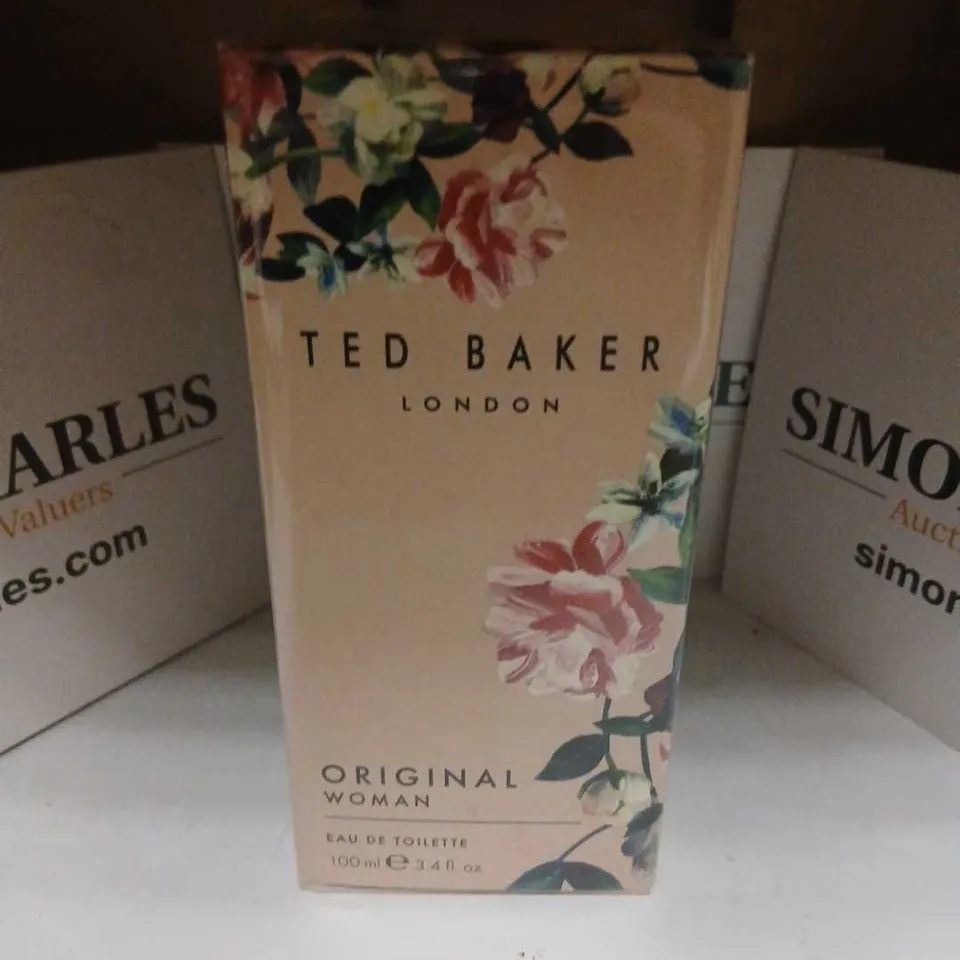 TED BAKER
LONDON
ORIGINAL
WOMAN
EAU DE TOILETTE
100 ml e 3.4 fl. oz
ARLES
Valuers
es.com
E
SIMO
Auct
simon